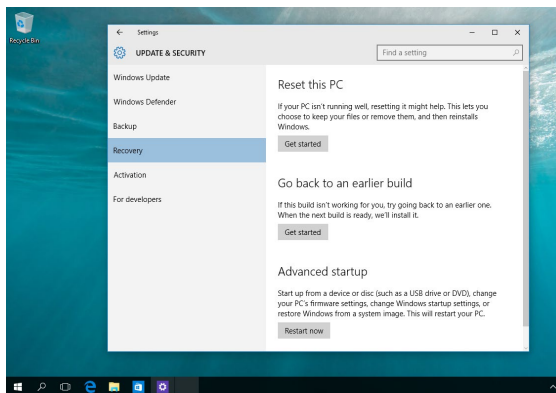 Recycle Bin
Settings
UPDATE & SECURITY
Find a setting
Windows Update
Windows Defender
Backup
Recovery
Activation
For developers
Reset this PC
If your PC isn't running well, resetting it might help. This lets you
choose to keep your files or remove them, and then reinstalls
Windows.
Get started
Go back to an earlier build
If this build isn't working for you, try going back to an earlier one.
When the next build is ready, we'll install it.
Get started
Advanced startup
Start up from a device or disc (such as a USB drive or DVD), change
your PC's firmware settings, change Windows startup settings, or
restore Windows from a system image. This will restart your PC.
Restart now